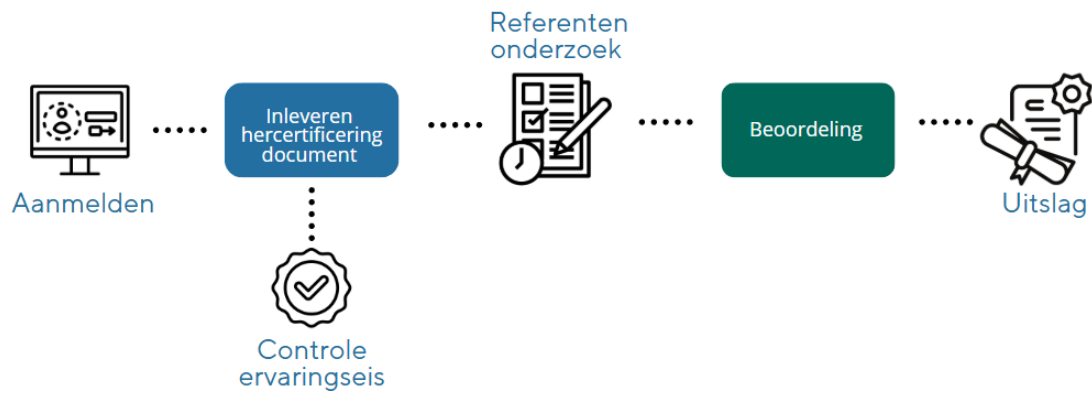 Referenten
onderzoek
Inleveren
hercertificering
document
Beoordeling
Aanmelden
Uitslag
Controle
ervaringseis